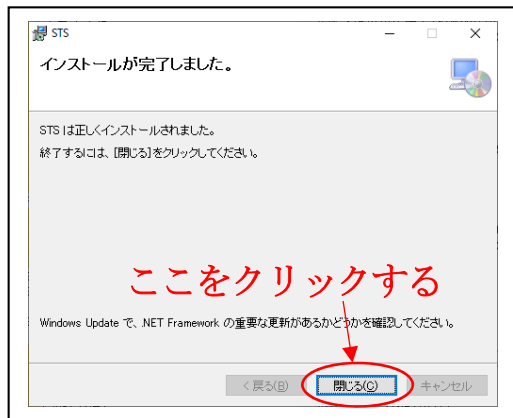 STS
インストールが完了しました。
STS は正しくインストールされました。
終了するには、[閉じる]をクリックしてください。
ここをクリックする
Windows Update で、.NET Framework の重要な更新があるかどうかを確認してください。
< 戻る(B)
閉じる(C)
キャンセル